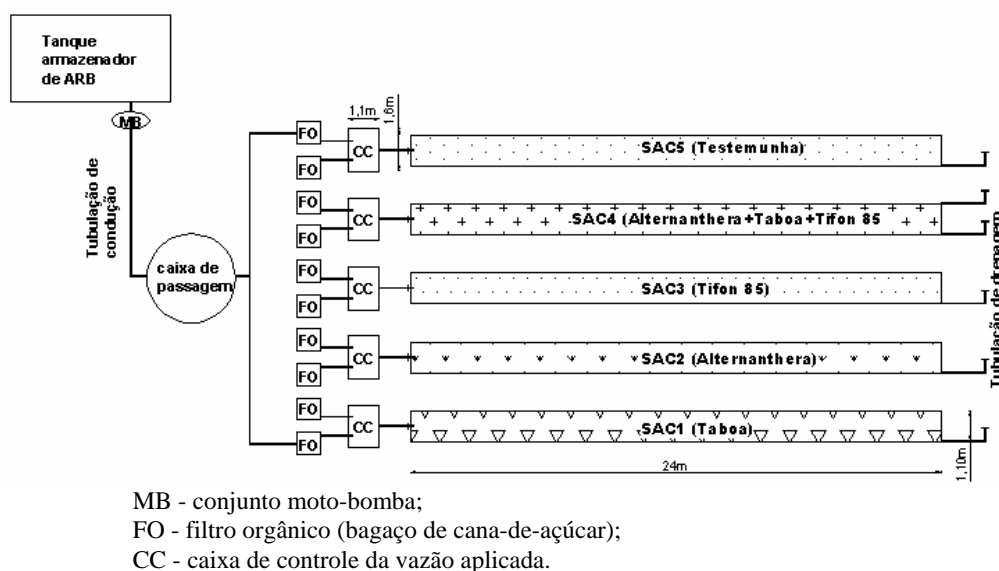 Tanque
armazenador
de ARB
MB
Tubulação de
condução
caixa de
passagem
FO
FO
CC
1,1m
1,6m
SAC5 (Testemunha)
FO
FO
CC
SAC4 (Alternanthera+Taboa+Tifon 85
FO
FO
CC
SAC3 (Tifon 85)
FO
FO
CC
SAC2 (Alternanthera)
FO
FO
CC
SAC1 (Taboa)
24m
1,10m
Tubulação de drenagem
MB - conjunto moto-bomba;
FO - filtro orgânico (bagaço de cana-de-açúcar);
CC - caixa de controle da vazão aplicada.